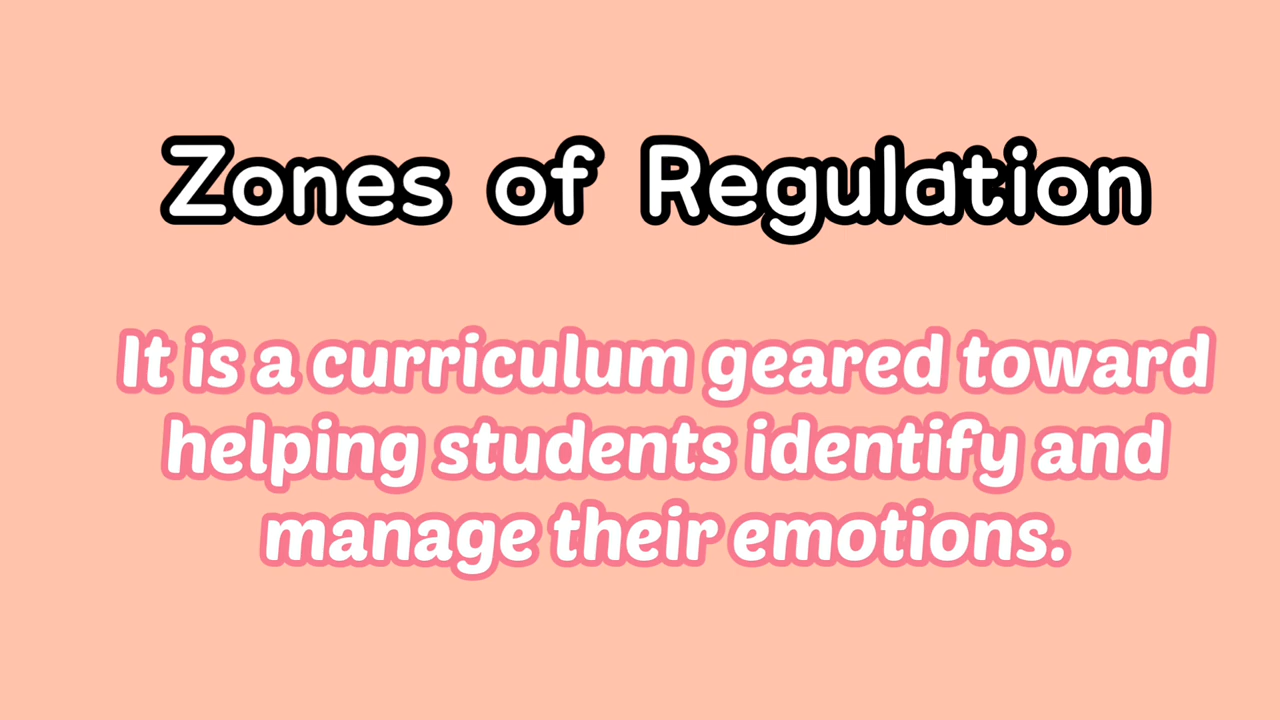 Zones of Regulation
It is a curriculum geared toward
helping students identify and
manage their emotions.